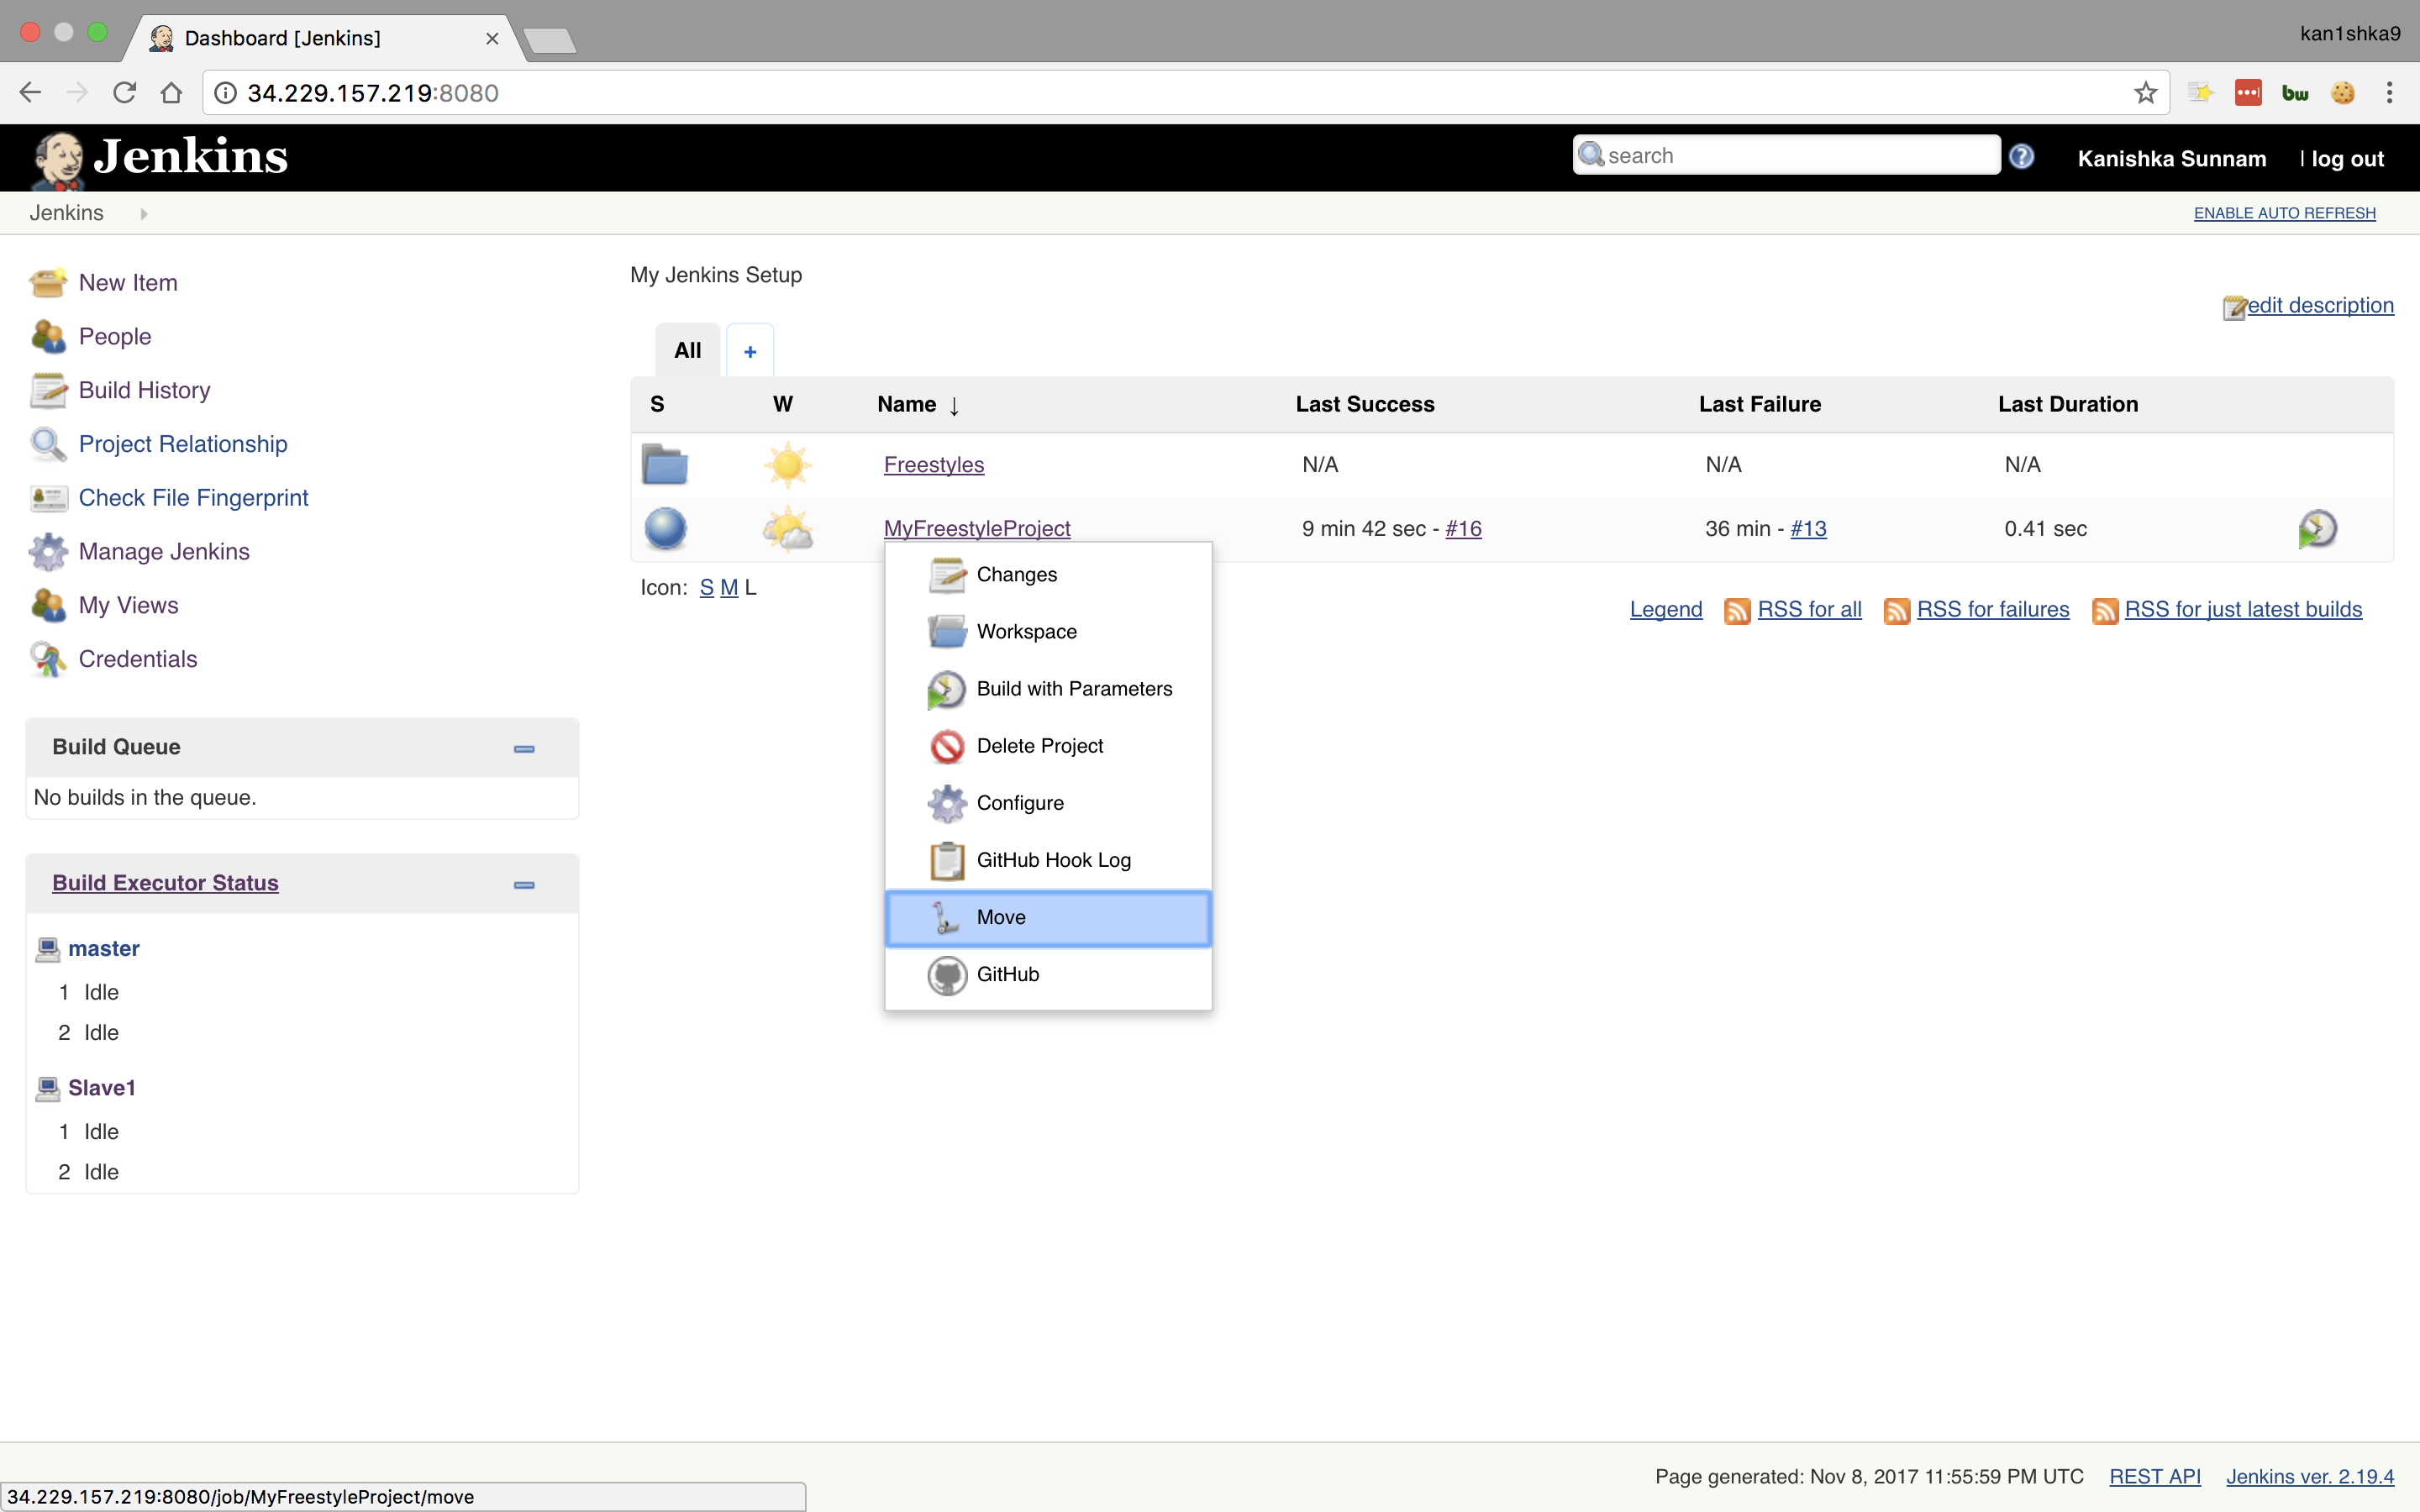 Dashboard [Jenkins]
kan1shka9
34.229.157.219:8080
bw
Jenkins
search
Kanishka Sunnam | log out
Jenkins
ENABLE AUTO REFRESH
New Item
People
Build History
Project Relationship
Check File Fingerprint
Manage Jenkins
My Views
Credentials
Build Queue
No builds in the queue.
Build Executor Status
master
1 Idle
2 Idle
Slave1
1 Idle
2 Idle
My Jenkins Setup
edit description
All +
S W Name ↓ Last Success Last Failure Last Duration
Freestyles N/A N/A N/A
MyFreestyleProject 9 min 42 sec - #16 36 min - #13 0.41 sec
Icon: S M L
Legend RSS for all RSS for failures RSS for just latest builds
Changes
Workspace
Build with Parameters
Delete Project
Configure
GitHub Hook Log
Move
GitHub
Page generated: Nov 8, 2017 11:55:59 PM UTC REST API Jenkins ver. 2.19.4
34.229.157.219:8080/job/MyFreestyleProject/move